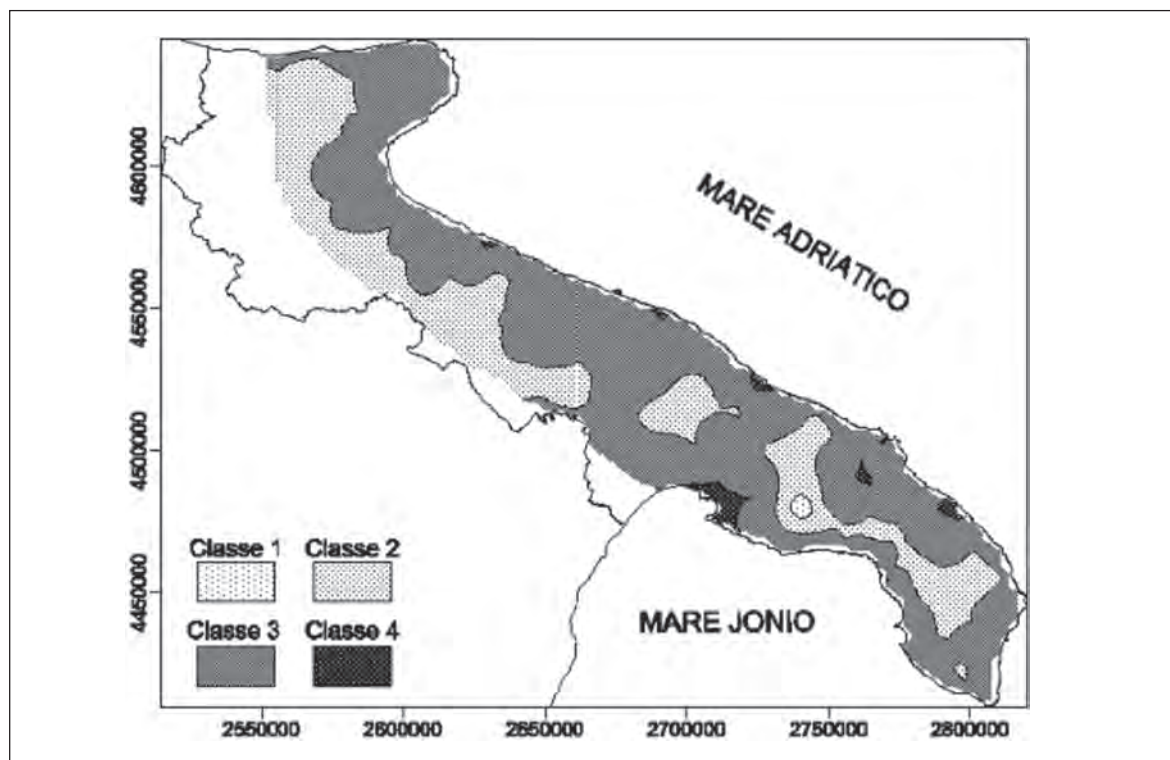 4600000
4550000
4500000
4450000
MARE ADRIATICO
MARE JONIO
Classe 1
Classe 2
Classe 3
Classe 4
2550000
2600000
2650000
2700000
2750000
2800000